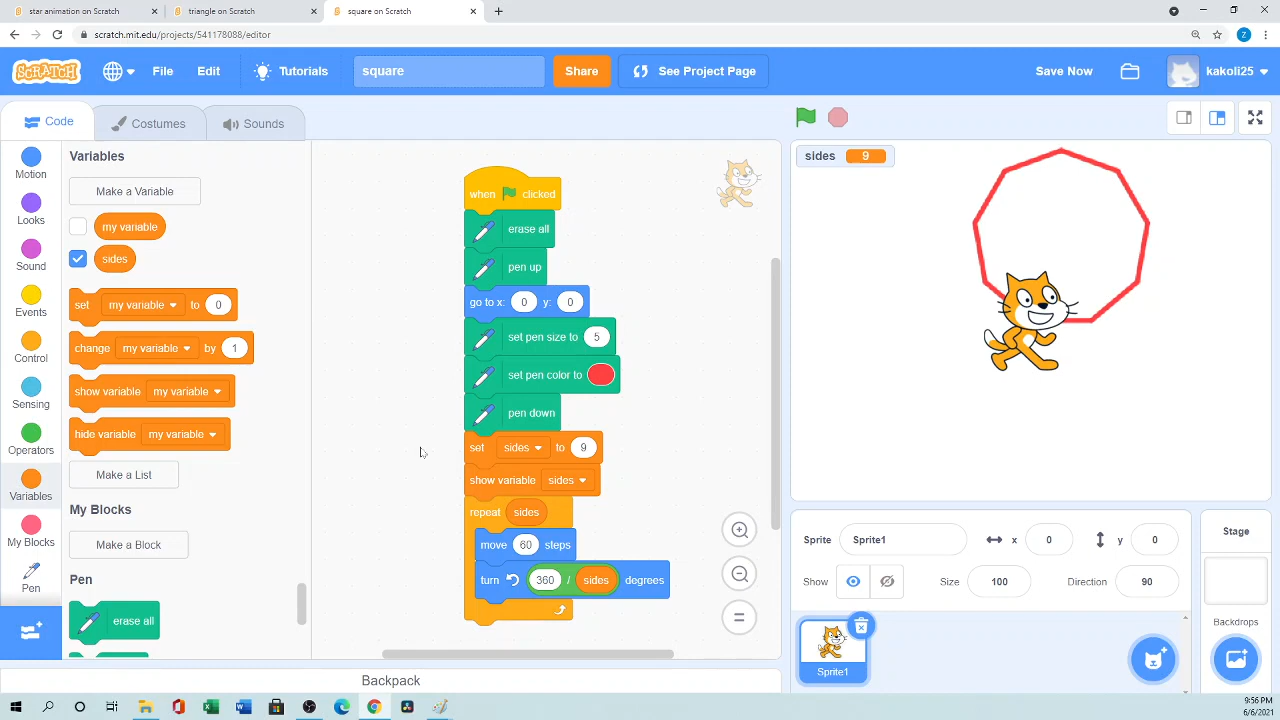 star animation on Scratch
triangle on Scratch
square on Scratch
scratch.mit.edu/projects/541178088/editor
Z
SCRATCH
File
Edit
Tutorials
square
Share
See Project Page
Save Now
kakoli25
Code
Costumes
Sounds
Motion
Looks
Sound
Events
Control
Sensing
Operators
Variables
My Blocks
Pen
Variables
Make a Variable
my variable
sides
set my variable to 0
change my variable by 1
show variable my variable
hide variable my variable
Make a List
My Blocks
Make a Block
Pen
erase all
when clicked
erase all
pen up
go to x: 0 y: 0
set pen size to 5
set pen color to
pen down
set sides to 9
show variable sides
repeat sides
move 60 steps
turn 360 / sides degrees
Backpack
sides 9
Sprite Sprite1 x 0 y 0
Show Size 100 Direction 90
Sprite1
Stage
Backdrops
9:56 PM
6/6/2021